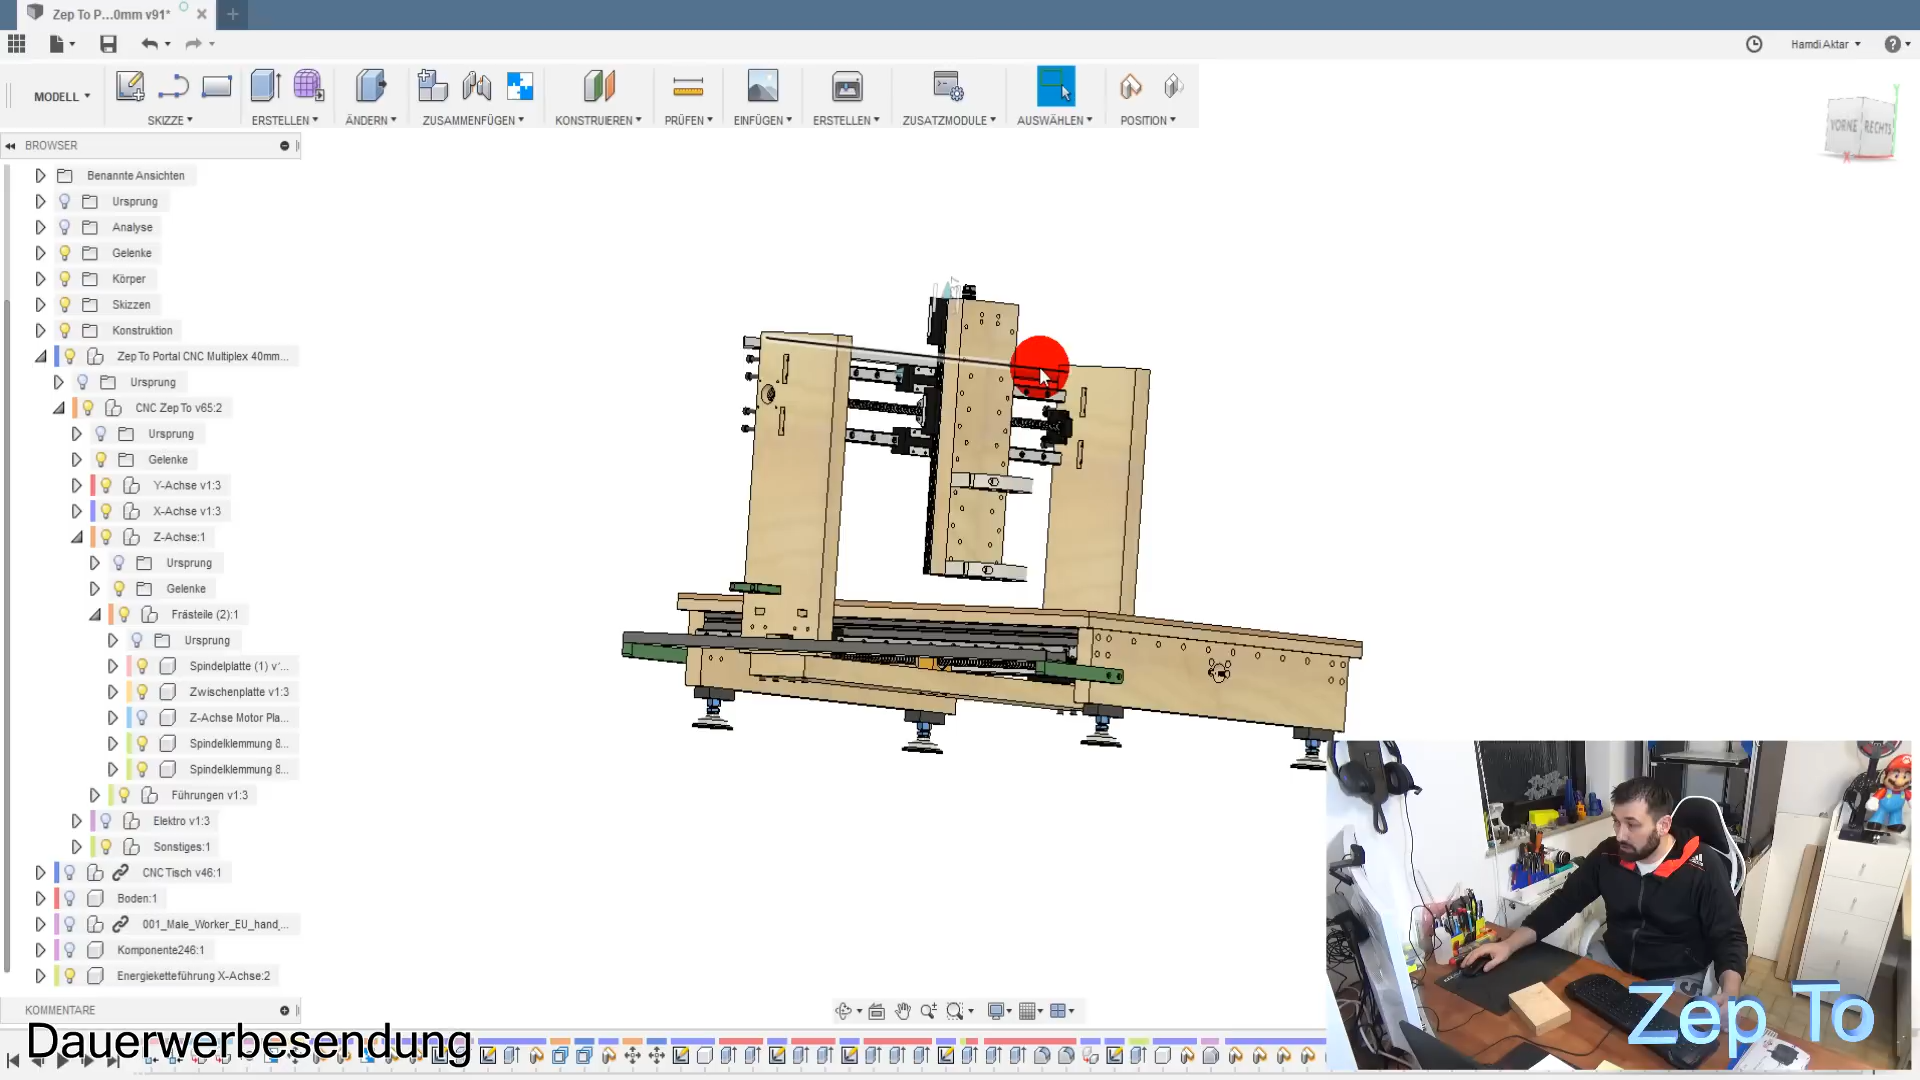 Zep To P...0mm v91*
Hamdi Aktar
MODELL
SKIZZE
ERSTELLEN
ÄNDERN
ZUSAMMENFÜGEN
KONSTRUIEREN
PRÜFEN
EINFÜGEN
ERSTELLEN
ZUSATZMODULE
AUSWÄHLEN
POSITION
VORNE
RECHTS
BROWSER
Benannte Ansichten
Ursprung
Analyse
Gelenke
Körper
Skizzen
Konstruktion
Zep To Portal CNC Multiplex 40mm...
Ursprung
CNC Zep To v65:2
Ursprung
Gelenke
Y-Achse v1:3
X-Achse v1:3
Z-Achse:1
Ursprung
Gelenke
Frästeile (2):1
Ursprung
Spindelplatte (1) v'...
Zwischenplatte v1:3
Z-Achse Motor Pla...
Spindelklemmung 8...
Spindelklemmung 8...
Führungen v1:3
Elektro v1:3
Sonstiges:1
CNC Tisch v46:1
Boden:1
001_Male_Worker_EU_hand_...
Komponente246:1
Energieketteführung X-Achse:2
KOMMENTARE
Dauerwerbesendung
Zep To